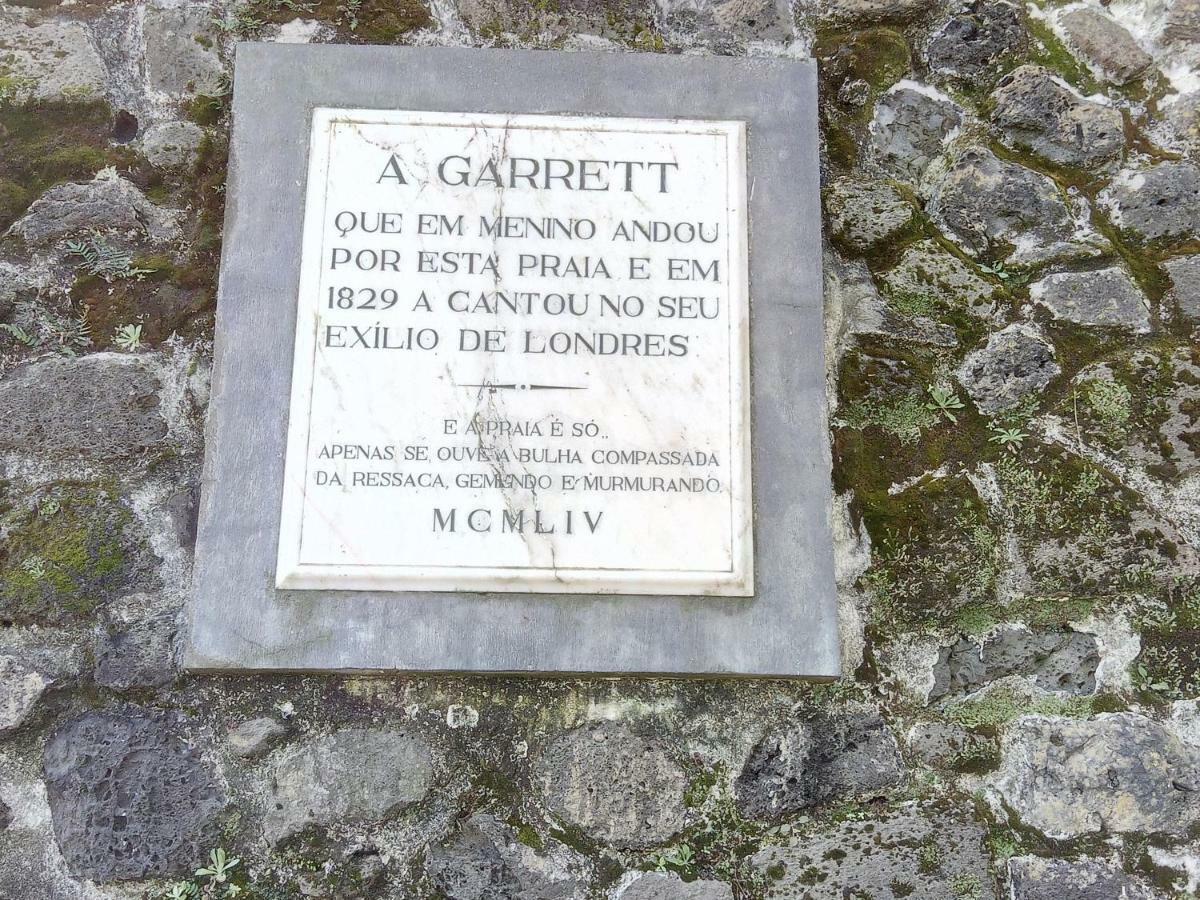 A GARRETT
QUE EM MENINO ANDOU
POR ESTA PRAIA E EM
1829 A CANTOU NO SEU
EXÍLIO DE LONDRES.
E A PRAIA É SÓ..
APENAS SE OUVE A BULHA COMPASSADA
DA RESSACA, GEMENDO E MURMURANDO.
MCMLIV